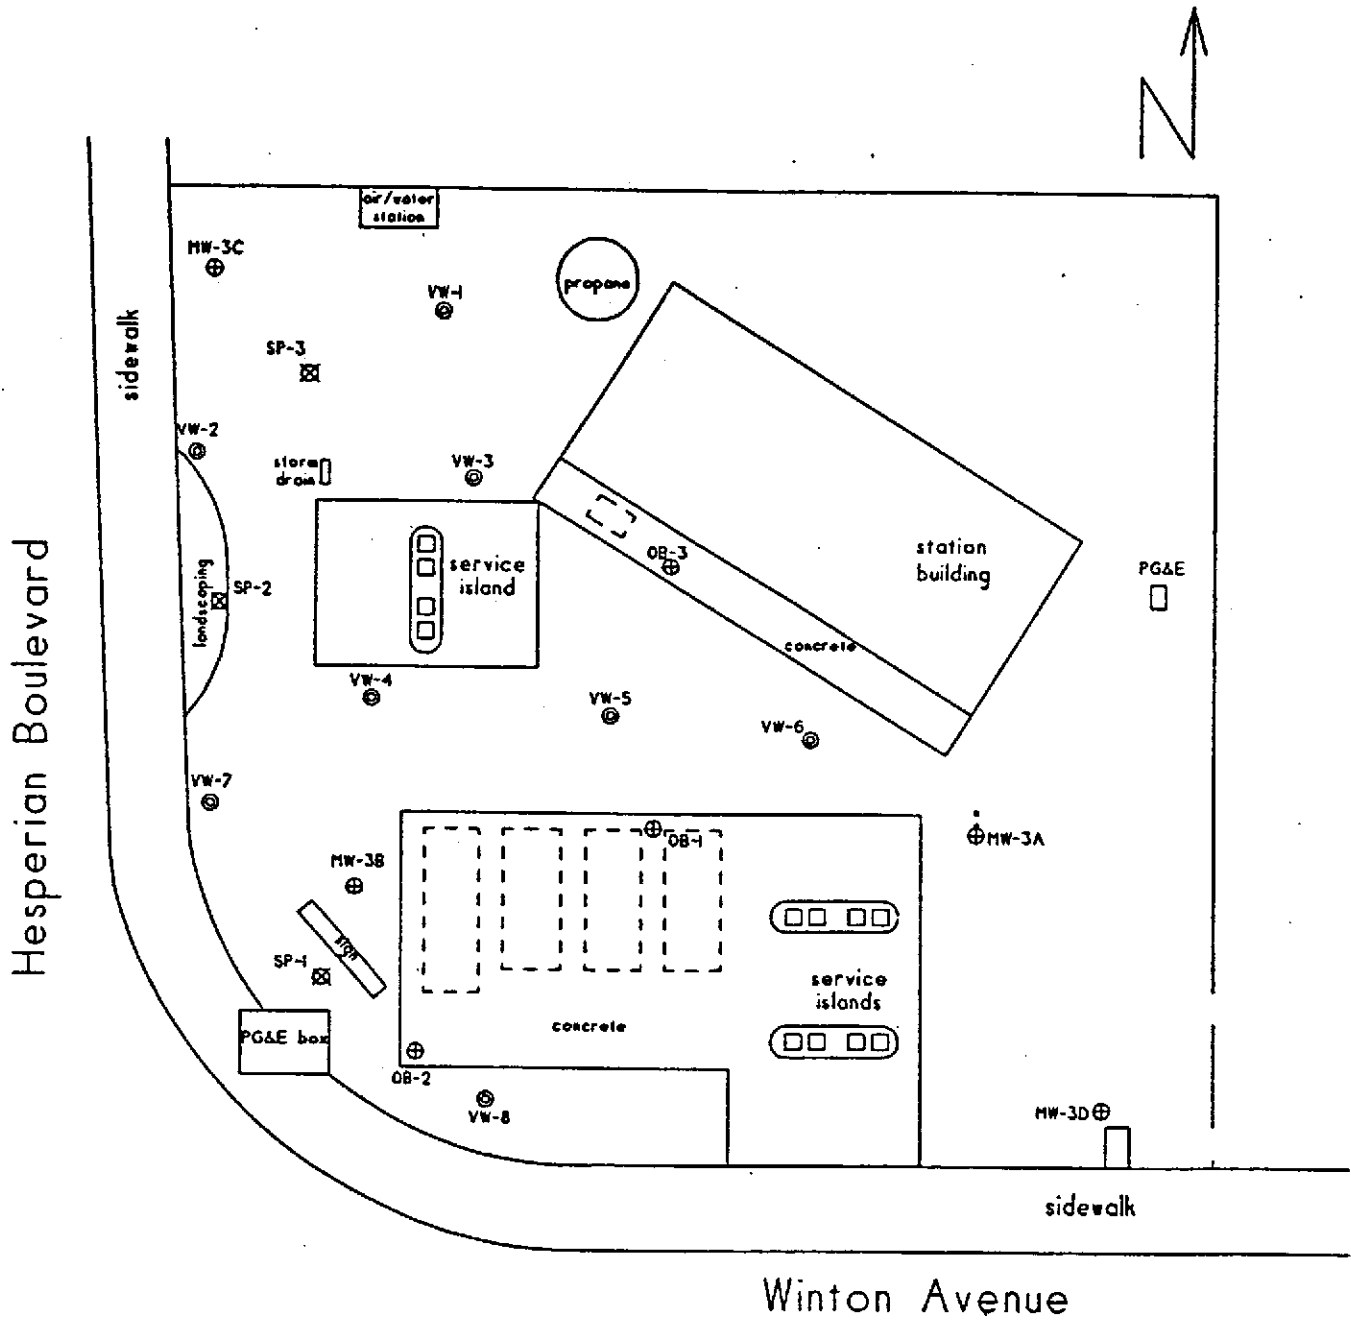 N
air/water
station
MW-3C
VW-1
propane
sidewalk
SP-3
VW-2
storm
drain
VW-3
service
island
OB-3
station
building
PG&E
landscaping
SP-2
concrete
VW-4
VW-5
VW-6
Hesperian Boulevard
VW-7
OB-1
MW-3A
MW-3B
sign
SP-1
service
islands
concrete
PG&E box
OB-2
VW-8
MW-3D
sidewalk
Winton Avenue